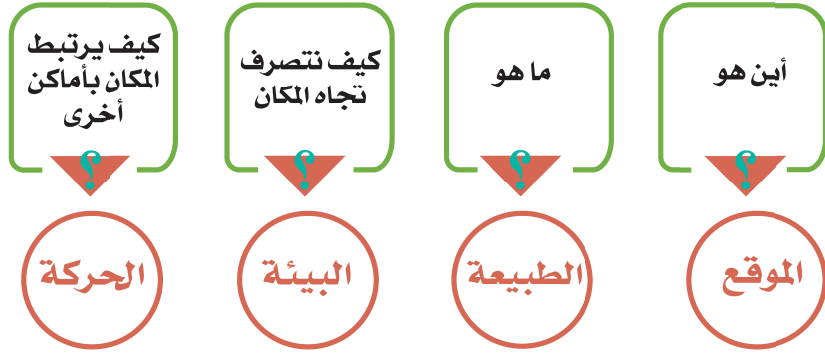 أين هو
؟
الموقع
ما هو
؟
الطبيعة
كيف نتصرف
تجاه المكان
؟
البيئة
كيف يرتبط
المكان بأماكن
أخرى
؟
الحركة